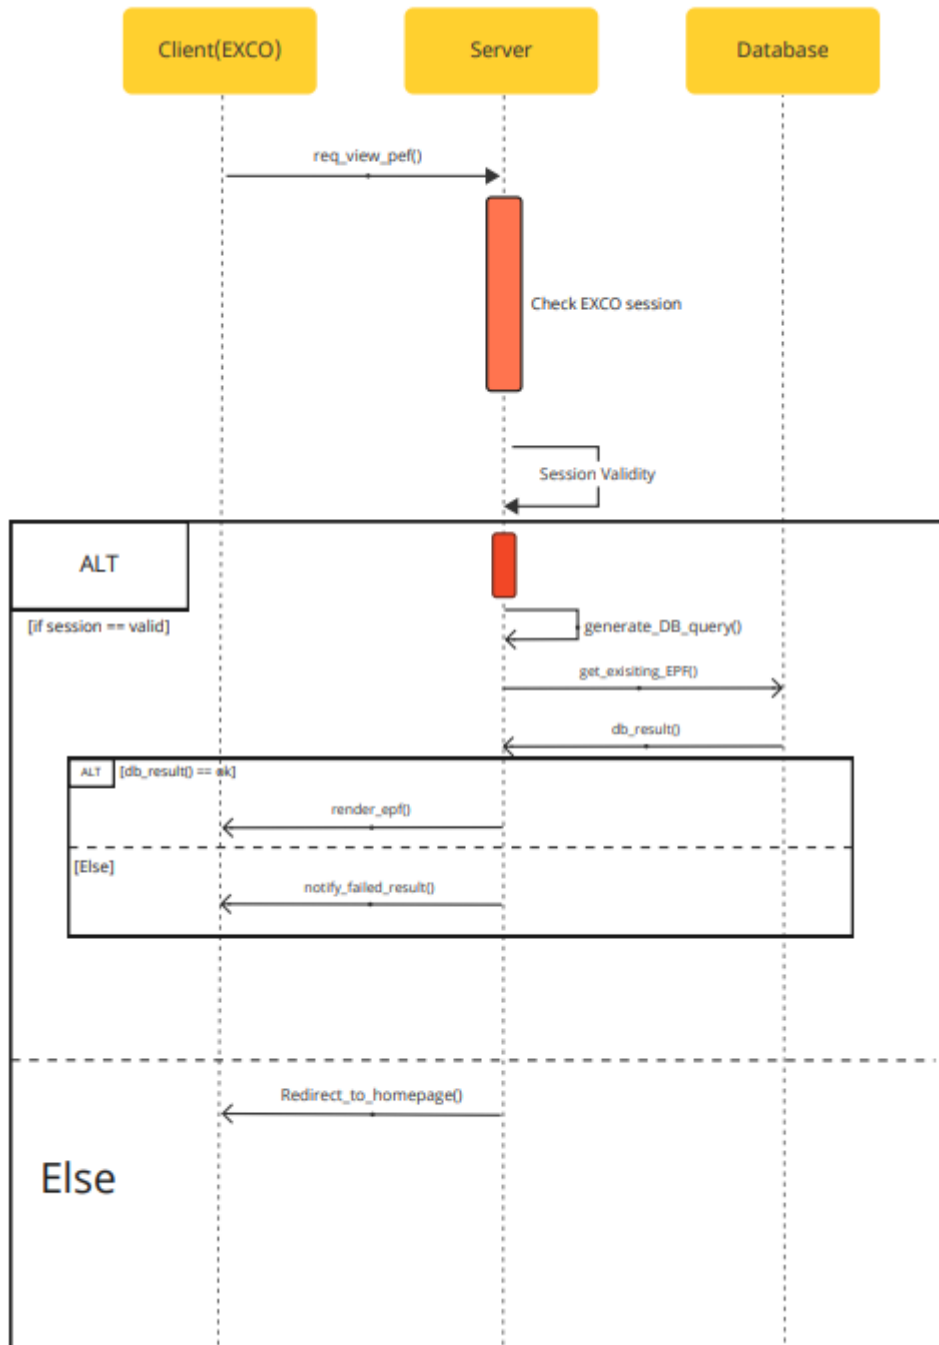 Client(EXCO)
Server
Database
req_view_pef()
Check EXCO session
Session Validity
ALT
[if session == valid]
generate_DB_query()
get_exisiting_EPF()
db_result()
ALT
[db_result() == ok]
render_epf()
[Else]
notify_failed_result()
Redirect_to_homepage()
Else